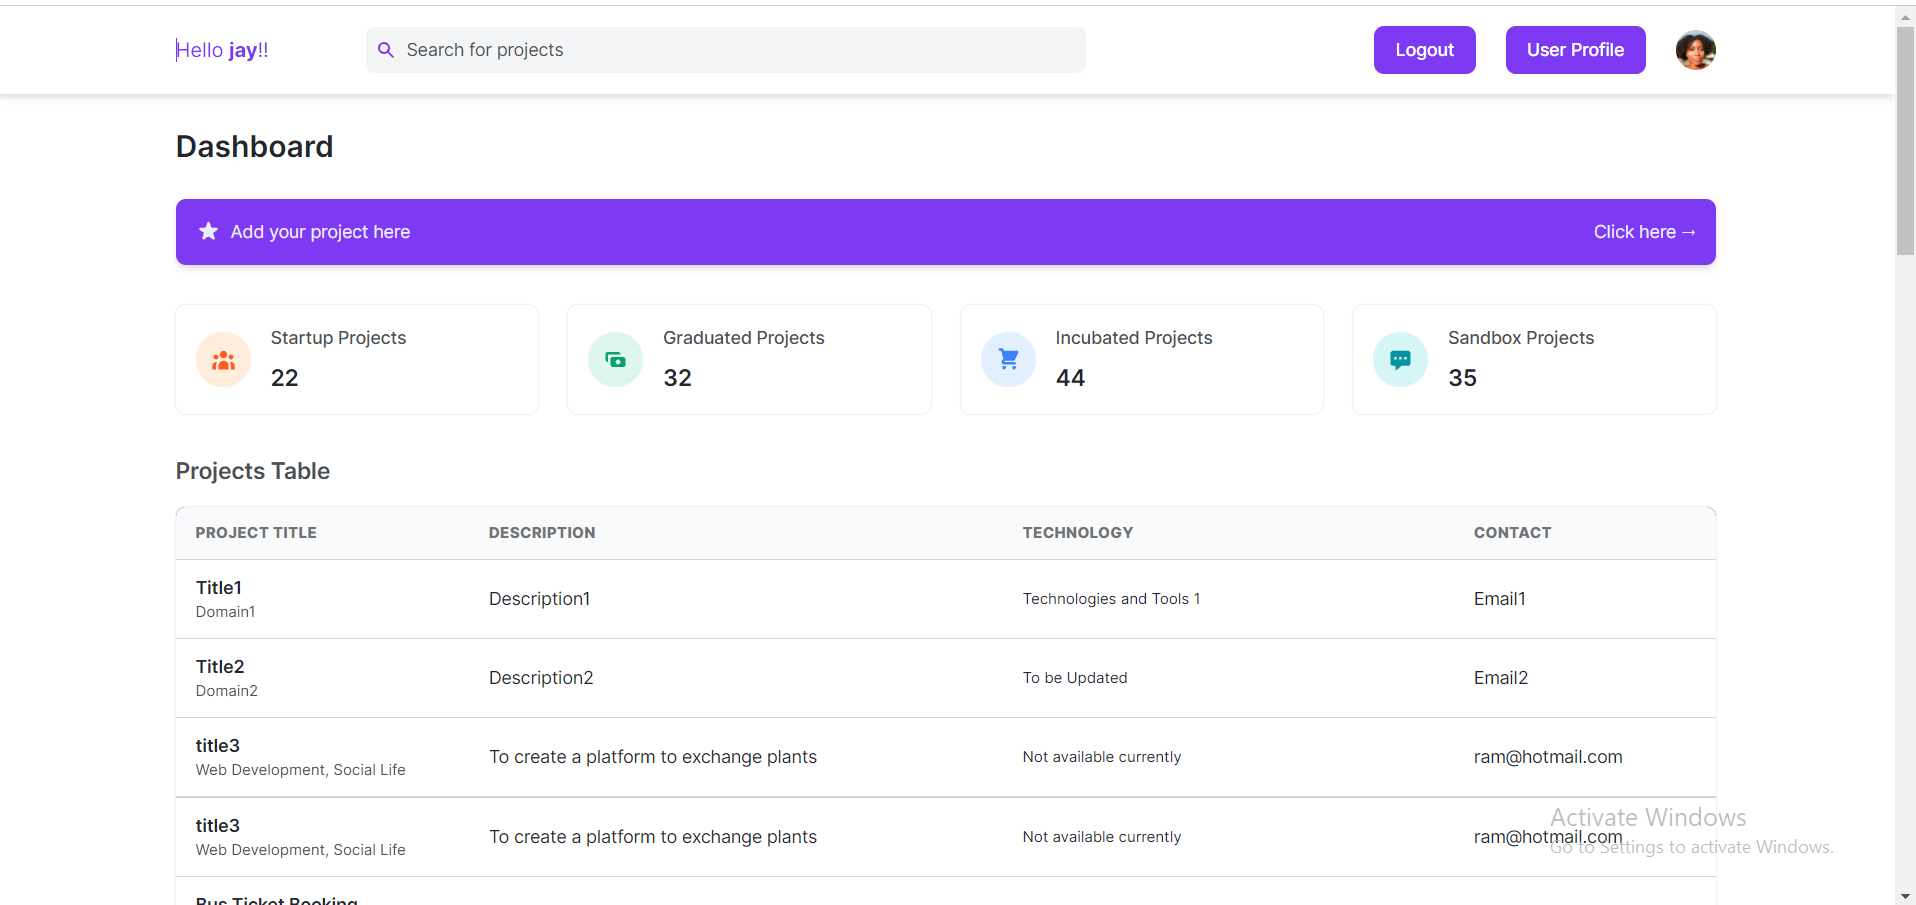 Hello jay!!
Search for projects
Logout
User Profile
Dashboard
Add your project here
Click here →
Startup Projects
22
Graduated Projects
32
Incubated Projects
44
Sandbox Projects
35
Projects Table
PROJECT TITLE DESCRIPTION TECHNOLOGY CONTACT
Title1
Domain1
Description1
Technologies and Tools 1
Email1
Title2
Domain2
Description2
To be Updated
Email2
title3
Web Development, Social Life
To create a platform to exchange plants
Not available currently
ram@hotmail.com
title3
Web Development, Social Life
To create a platform to exchange plants
Not available currently
ram@hotmail.com
Activate Windows
Go to Settings to activate Windows.
Bus Ticket Booking